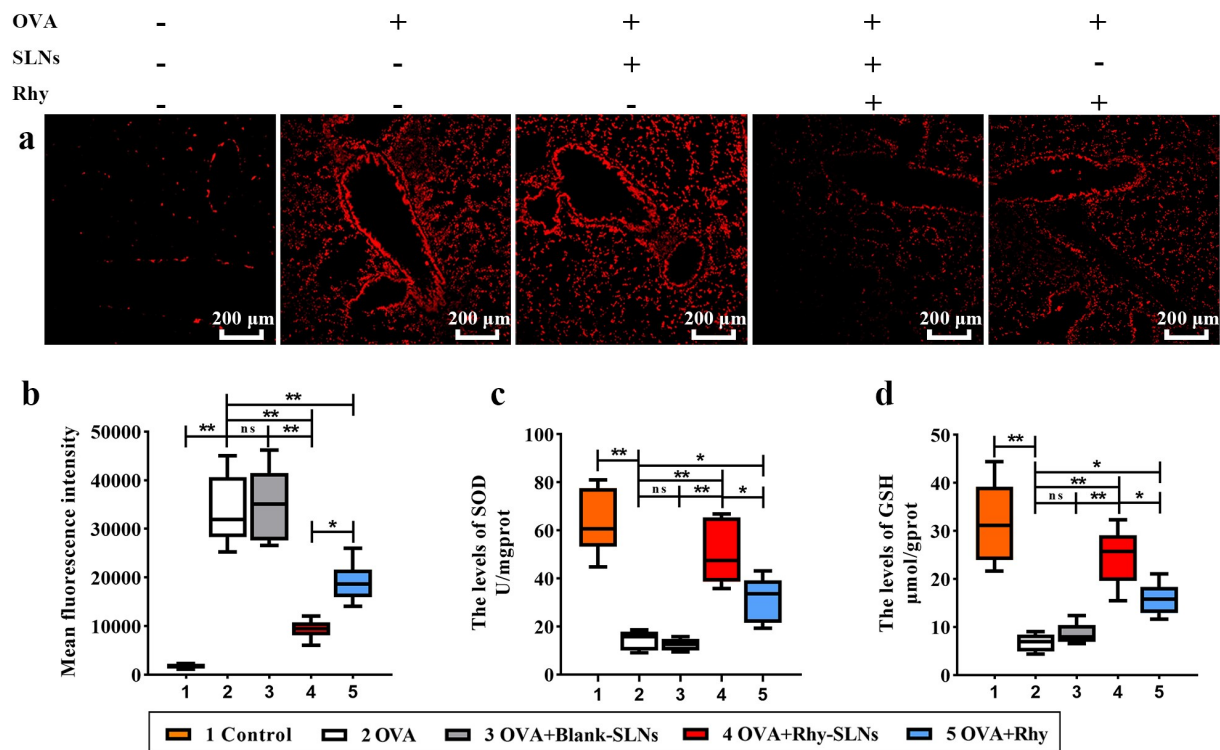 OVA - + + + +
SLNs - - + + -
Rhy - - - + +
a
200 μm 200 μm 200 μm 200 μm 200 μm
b
**
**
** ns **
*
Mean fluorescence intensity
50000
40000
30000
20000
10000
0
1 2 3 4 5
c
** *
**
ns ** *
The levels of SOD
U/mgprot
100
80
60
40
20
0
1 2 3 4 5
d
**
*
**
ns ** *
The levels of GSH
μmol/gprot
50
40
30
20
10
0
1 2 3 4 5
1 Control 2 OVA 3 OVA+Blank-SLNs 4 OVA+Rhy-SLNs 5 OVA+Rhy